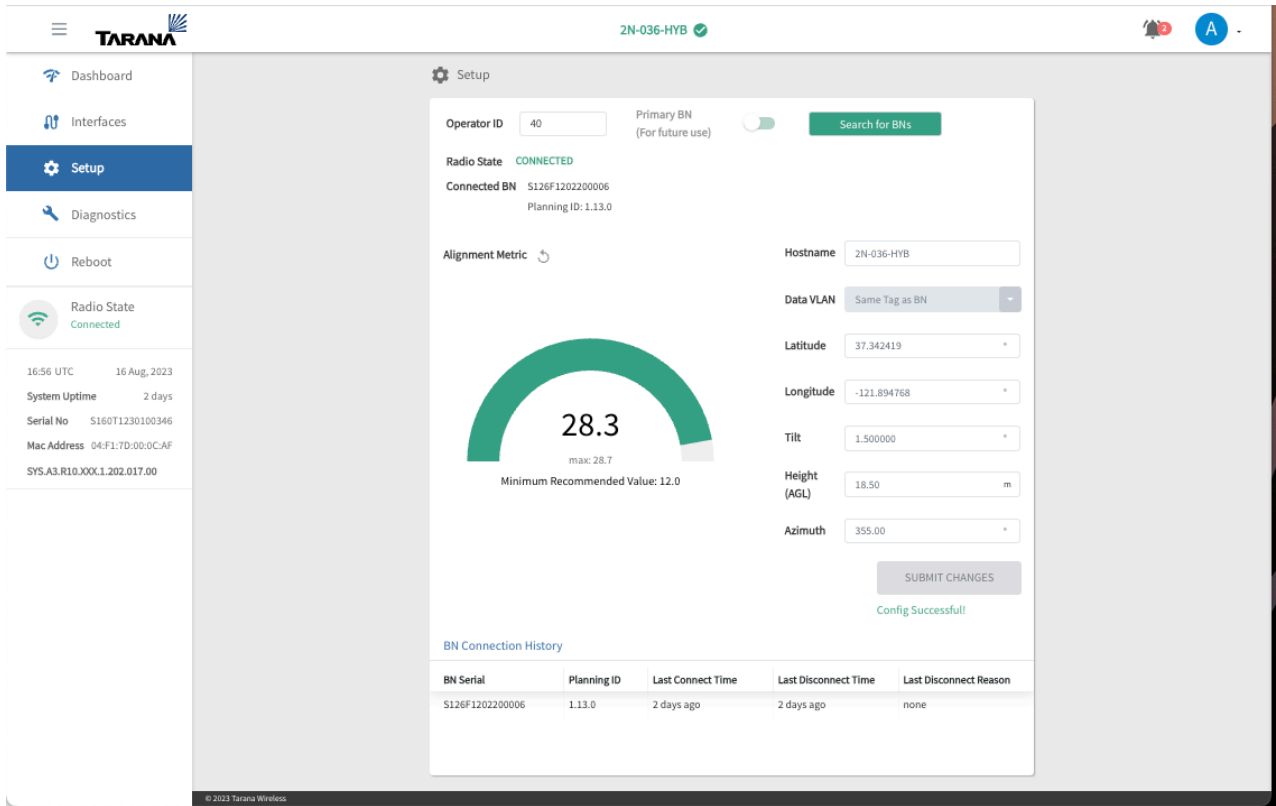 TARANA
2N-036-HYB
2
A
Dashboard
Interfaces
Setup
Diagnostics
Reboot
Radio State
Connected
16:56 UTC 16 Aug, 2023
System Uptime 2 days
Serial No S160T1230100346
Mac Address 04:F1:7D:00:0C:AF
SYS.A3.R10.XXX.1.202.017.00
Setup
Operator ID 40
Primary BN
(For future use)
Search for BNs
Radio State CONNECTED
Connected BN S126F1202200006
Planning ID: 1.13.0
Alignment Metric
28.3
max: 28.7
Minimum Recommended Value: 12.0
Hostname 2N-036-HYB
Data VLAN Same Tag as BN
Latitude 37.342419 °
Longitude -121.894768 °
Tilt 1.500000 °
Height
(AGL) 18.50 m
Azimuth 355.00 °
SUBMIT CHANGES
Config Successful!
BN Connection History
BN Serial Planning ID Last Connect Time Last Disconnect Time Last Disconnect Reason
S126F1202200006 1.13.0 2 days ago 2 days ago none
© 2023 Tarana Wireless